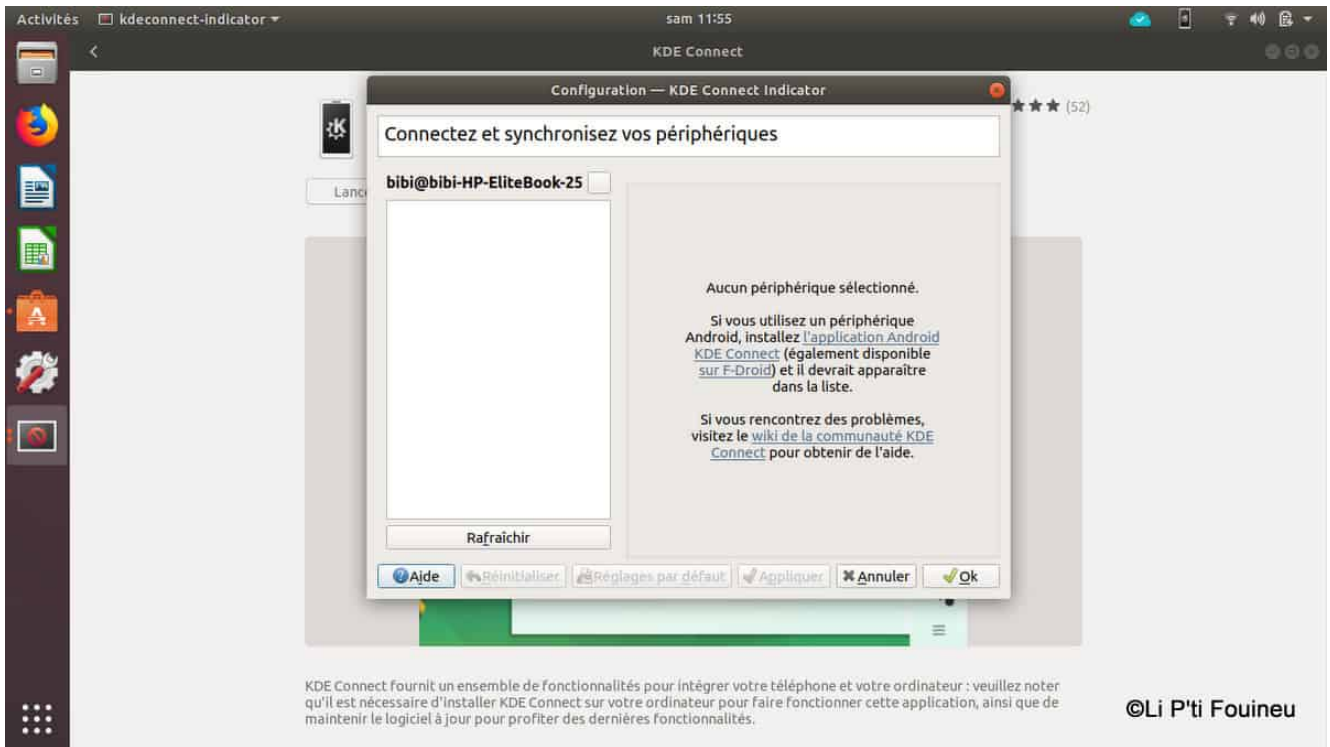 Activités kdeconnect-indicator sam 11:55
KDE Connect
Configuration — KDE Connect Indicator
(52)
Connectez et synchronisez vos périphériques
bibi@bibi-HP-EliteBook-25
Lanc
Aucun périphérique sélectionné.
Si vous utilisez un périphérique
Android, installez l'application Android
KDE Connect (également disponible
sur F-Droid) et il devrait apparaître
dans la liste.
Si vous rencontrez des problèmes,
visitez le wiki de la communauté KDE
Connect pour obtenir de l'aide.
Rafraîchir
Aide Réinitialiser Réglages par défaut Appliquer Annuler Ok
KDE Connect fournit un ensemble de fonctionnalités pour intégrer votre téléphone et votre ordinateur : veuillez noter
qu'il est nécessaire d'installer KDE Connect sur votre ordinateur pour faire fonctionner cette application, ainsi que de
maintenir le logiciel à jour pour profiter des dernières fonctionnalités.
©Li P'ti Fouineu